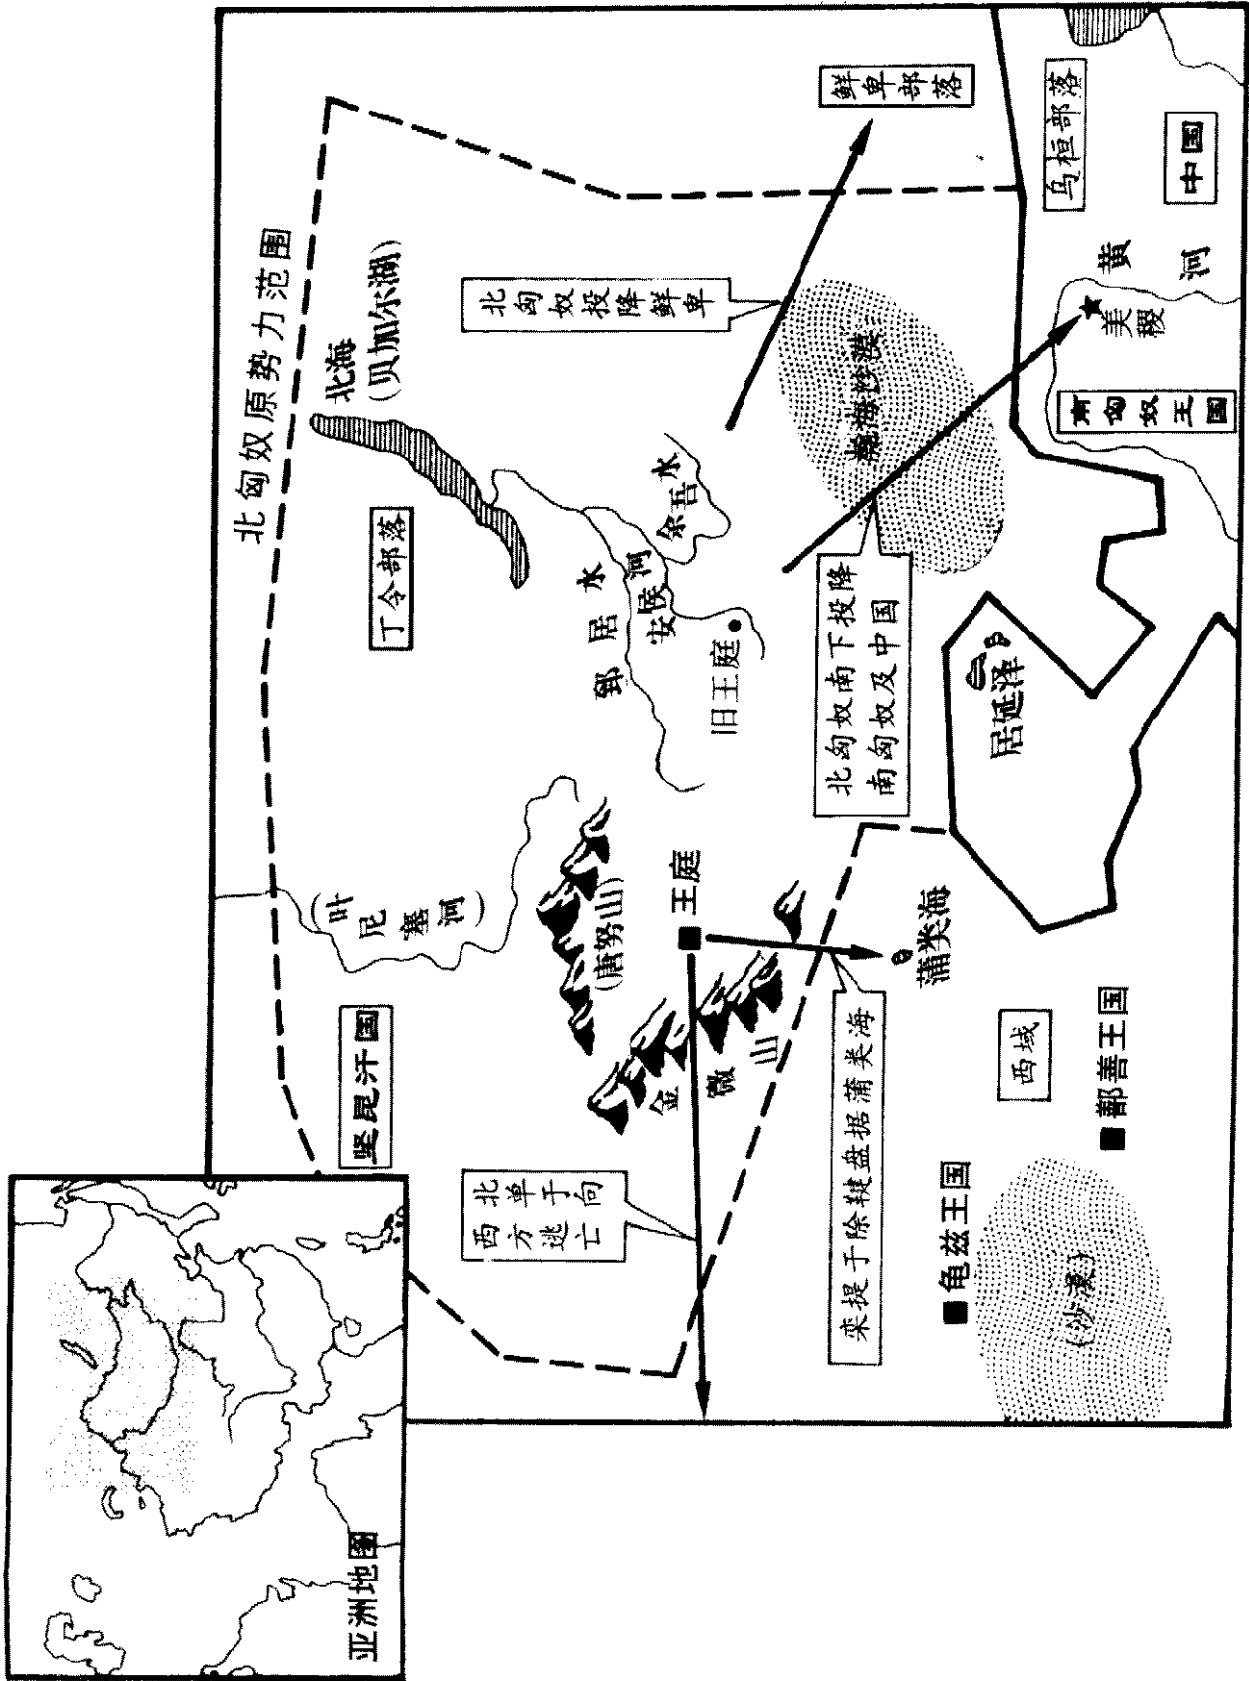 北匈奴原势力范围
北海
(贝加尔湖)
丁令部落
鲜卑部落
北匈奴投降鲜卑
乌桓部落
中国
黄河
美稷
南匈奴王国
瀚海沙漠
余吾水
安侯河
郅居水
旧王庭
北匈奴南下投降
南匈奴及中国
居延泽
(叶尼塞河)
坚昆汗国
(唐努山)
王庭
金微山
蒲类海
北单于向
西方逃亡
栾提于除鞬盘据蒲类海
西域
鄯善王国
龟兹王国
(沙漠)
亚洲地图